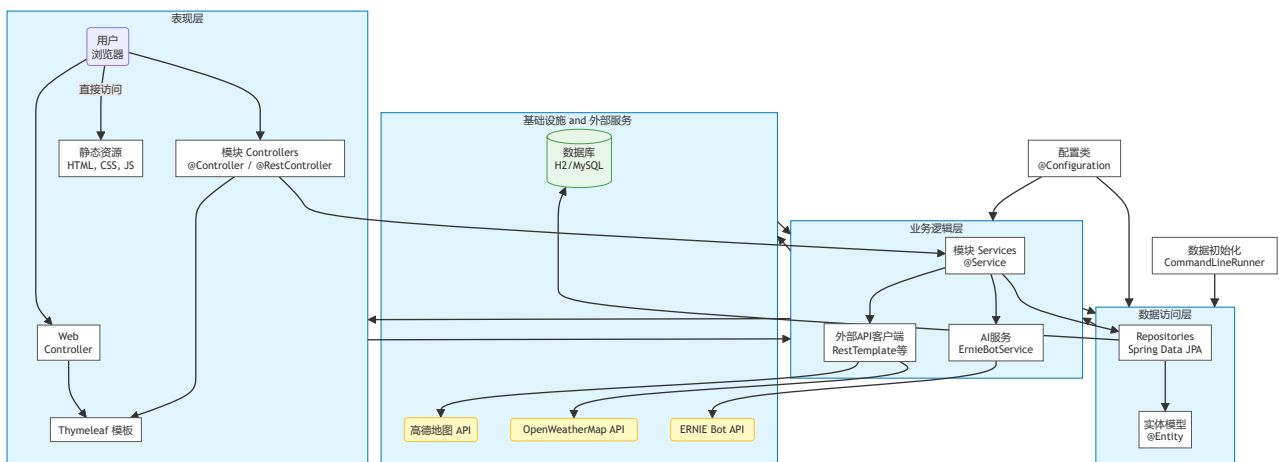 表现层
用户
浏览器
直接访问
静态资源
HTML, CSS, JS
模块 Controllers
@Controller / @RestController
Web
Controller
Thymeleaf 模板
基础设施 and 外部服务
数据库
H2/MySQL
高德地图 API
OpenWeatherMap API
ERNIE Bot API
业务逻辑层
模块 Services
@Service
外部API客户端
RestTemplate等
AI服务
ErnieBotService
配置类
@Configuration
数据初始化
CommandLineRunner
数据访问层
Repositories
Spring Data JPA
实体模型
@Entity